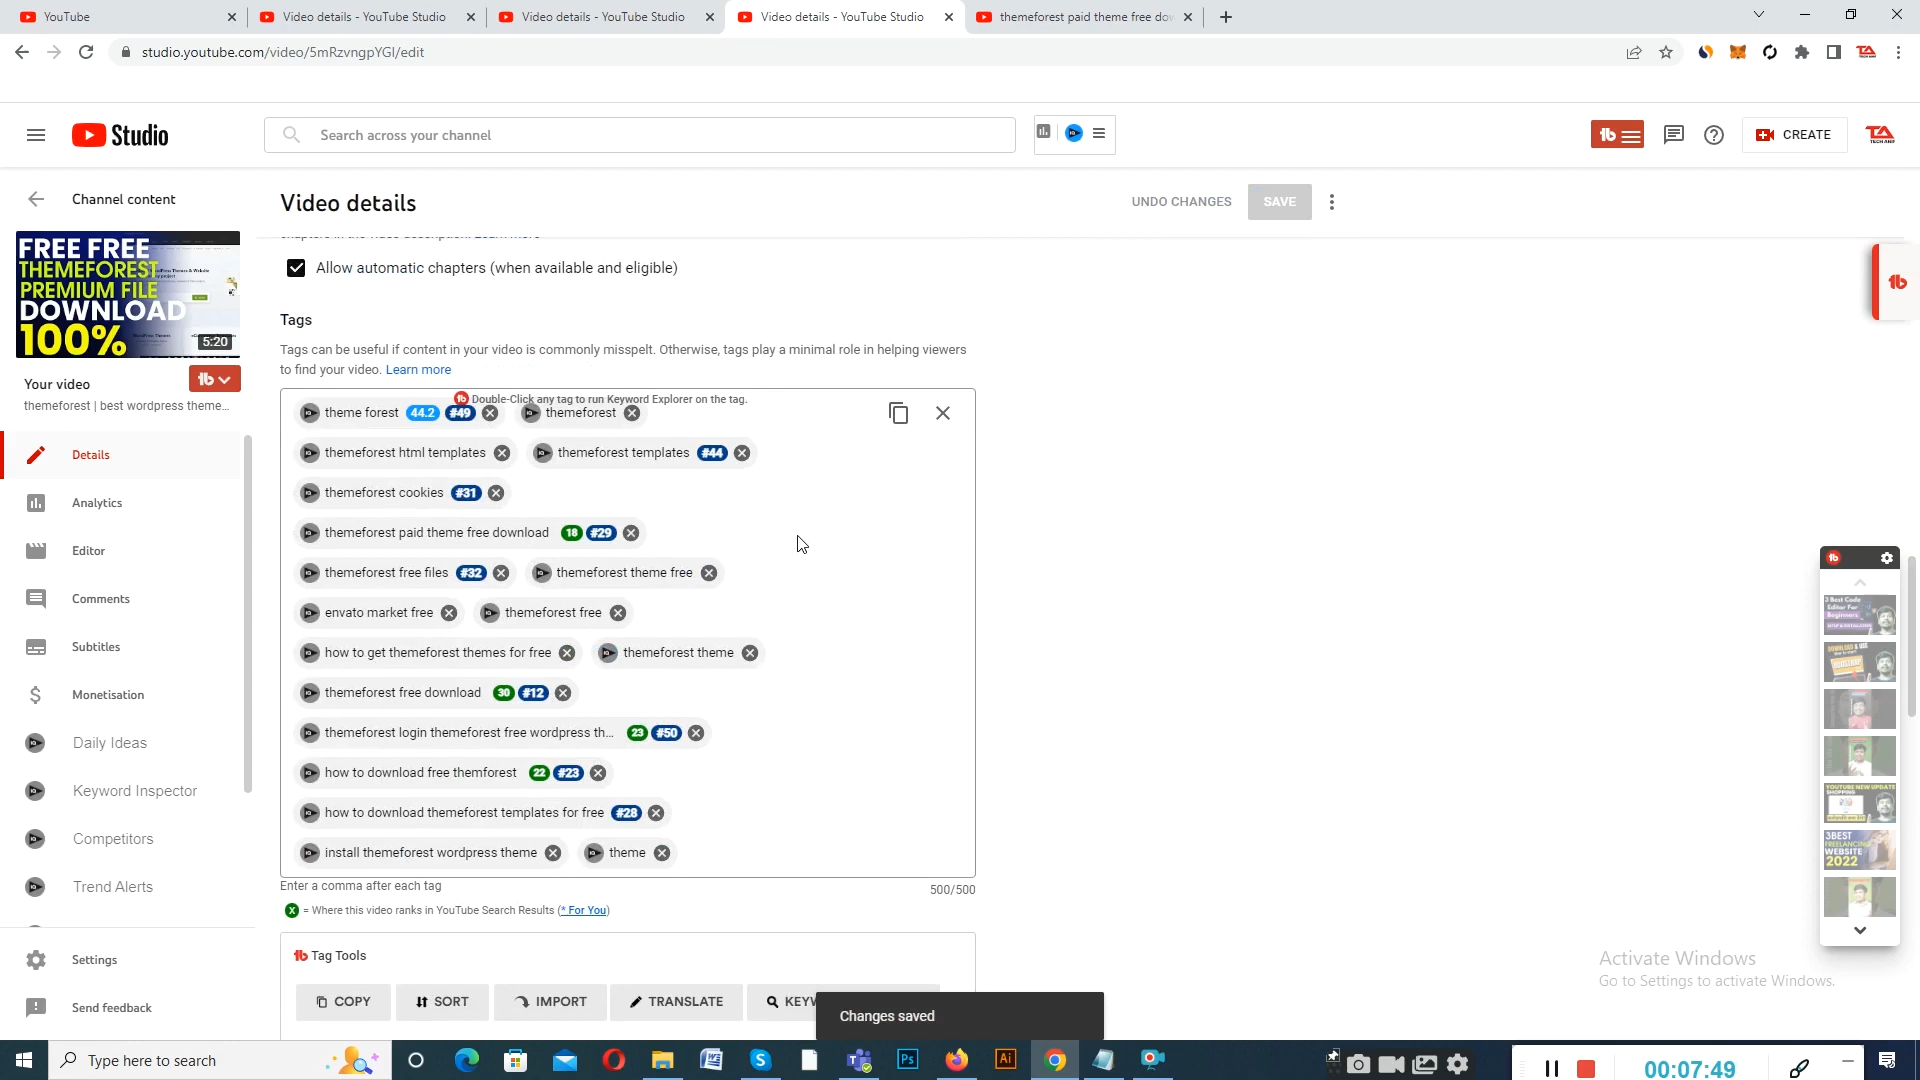 YouTube
Video details - YouTube Studio
Video details - YouTube Studio
Video details - YouTube Studio
themeforest paid theme free dow
studio.youtube.com/video/5mRzvngpYGI/edit
Studio
Search across your channel
CREATE
Channel content
Video details
UNDO CHANGES
SAVE
FREE FREE
THEMEFOREST
PREMIUM FILE
DOWNLOAD
100%
5:20
Your video
themeforest | best wordpress theme...
Details
Analytics
Editor
Comments
Subtitles
Monetisation
Daily Ideas
Keyword Inspector
Competitors
Trend Alerts
Settings
Send feedback
Allow automatic chapters (when available and eligible)
Tags
Tags can be useful if content in your video is commonly misspelt. Otherwise, tags play a minimal role in helping viewers
to find your video. Learn more
Double-Click any tag to run Keyword Explorer on the tag.
theme forest 44.2 #49 themeforest
themeforest html templates themeforest templates #44
themeforest cookies #31
themeforest paid theme free download 18 #29
themeforest free files #32 themeforest theme free
envato market free themeforest free
how to get themeforest themes for free themeforest theme
themeforest free download 30 #12
themeforest login themeforest free wordpress th... 23 #50
how to download free themforest 22 #23
how to download themeforest templates for free #28
install themeforest wordpress theme theme
Enter a comma after each tag
500/500
X = Where this video ranks in YouTube Search Results (* For You)
Tag Tools
COPY
SORT
IMPORT
TRANSLATE
KEYW
Changes saved
3 Best Code
Editor For
Beginners
3BEST
FREELANCING
WEBSITE
2022
Activate Windows
Go to Settings to activate Windows.
Type here to search
00:07:49